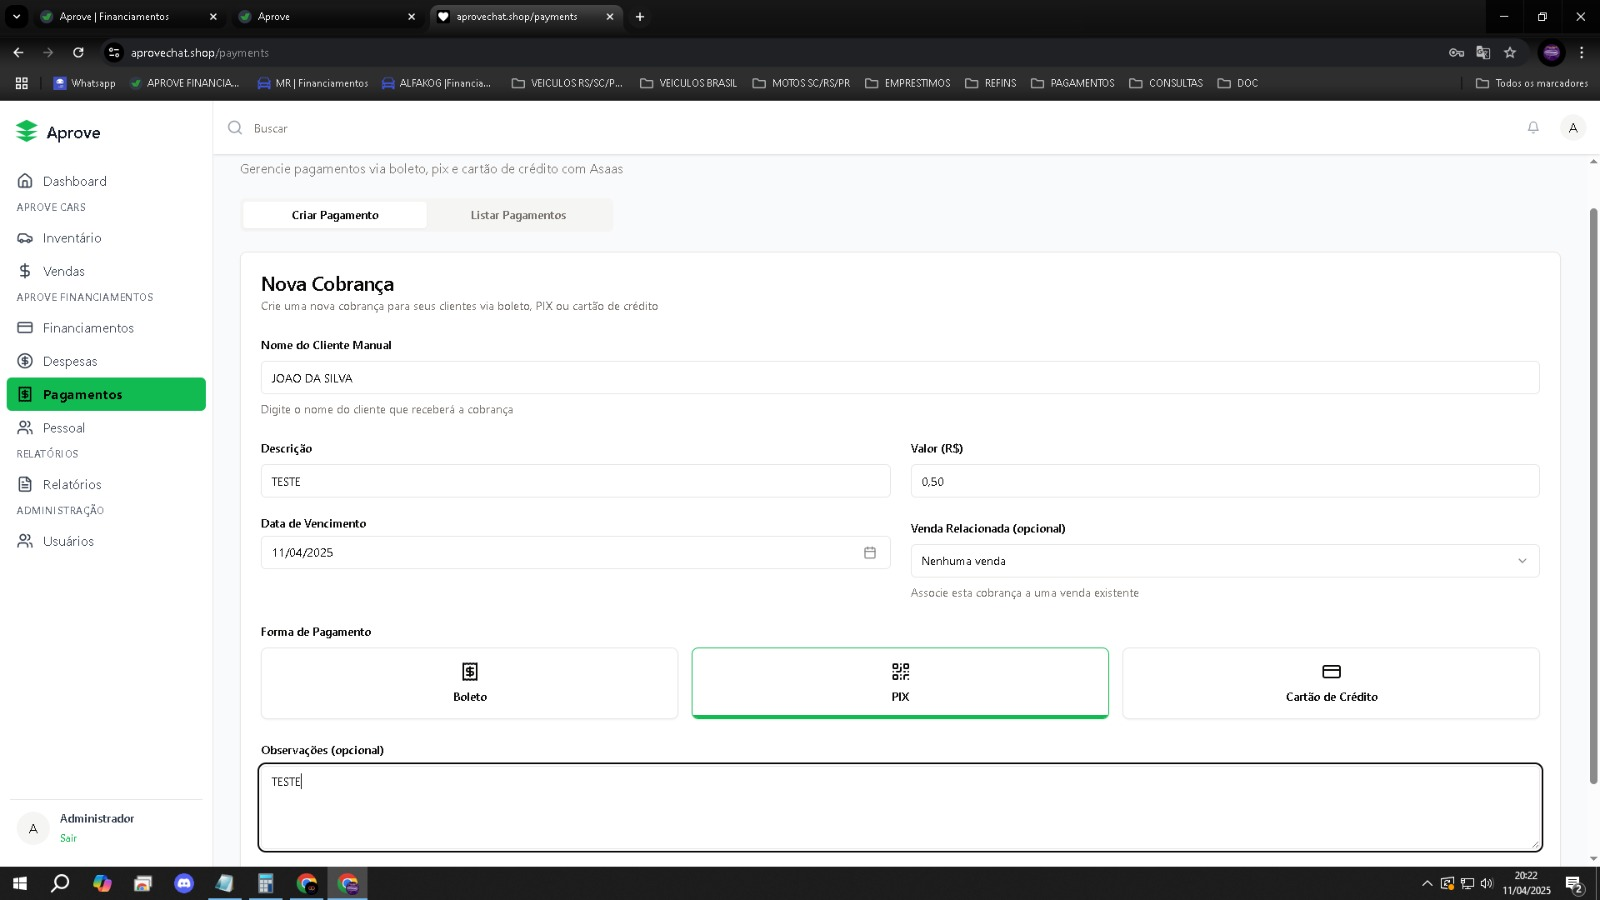 Aprove | Financiamentos
Aprove
aprovechat.shop/payments
aprovechat.shop/payments
Whatsapp
APROVE FINANCIA...
MR | Financiamentos
ALFAKOG |Financia...
VEICULOS RS/SC/P...
VEICULOS BRASIL
MOTOS SC/RS/PR
EMPRESTIMOS
REFINS
PAGAMENTOS
CONSULTAS
DOC
Todos os marcadores
Aprove
Buscar
A
Dashboard
APROVE CARS
Inventário
Vendas
APROVE FINANCIAMENTOS
Financiamentos
Despesas
Pagamentos
Pessoal
RELATÓRIOS
Relatórios
ADMINISTRAÇÃO
Usuários
A
Administrador
Sair
Gerencie pagamentos via boleto, pix e cartão de crédito com Asaas
Criar Pagamento
Listar Pagamentos
Nova Cobrança
Crie uma nova cobrança para seus clientes via boleto, PIX ou cartão de crédito
Nome do Cliente Manual
JOAO DA SILVA
Digite o nome do cliente que receberá a cobrança
Descrição
TESTE
Valor (R$)
0,50
Data de Vencimento
11/04/2025
Venda Relacionada (opcional)
Nenhuma venda
Associe esta cobrança a uma venda existente
Forma de Pagamento
Boleto
PIX
Cartão de Crédito
Observações (opcional)
TESTE
20:22
11/04/2025
2